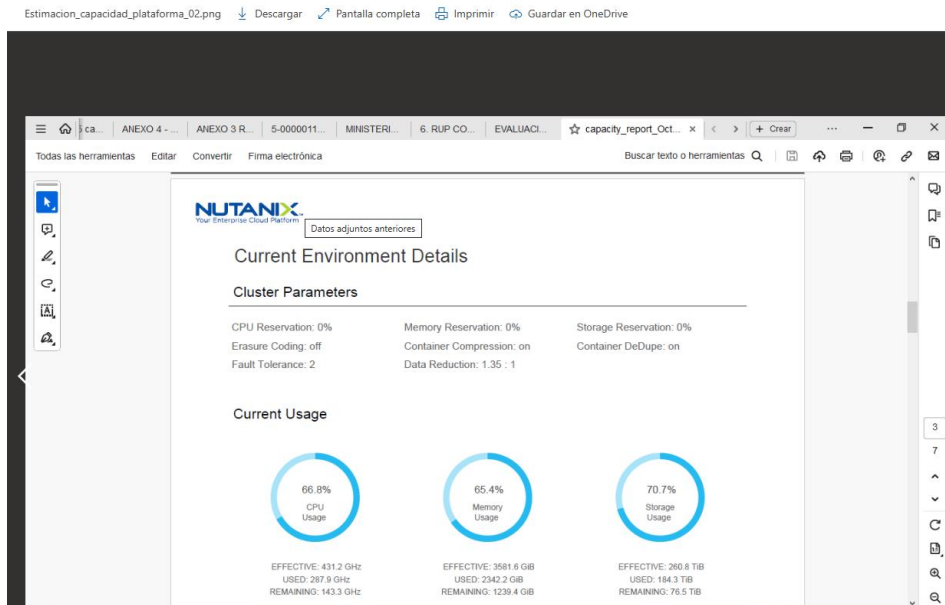 Estimacion_capacidad_plataforma_02.png Descargar Pantalla completa Imprimir Guardar en OneDrive
ca... ANEXO 4 - ... ANEXO 3 R... 5-0000011... MINISTERI... 6. RUP CO... EVALUACI... capacity_report_Oct... + Crear
Todas las herramientas Editar Convertir Firma electrónica Buscar texto o herramientas
NUTANIX
Your Enterprise Cloud Platform
Datos adjuntos anteriores
Current Environment Details
Cluster Parameters
CPU Reservation: 0% Memory Reservation: 0% Storage Reservation: 0%
Erasure Coding: off Container Compression: on Container DeDupe: on
Fault Tolerance: 2 Data Reduction: 1.35 : 1
Current Usage
3
7
66.8% 65.4% 70.7%
CPU Memory Storage
Usage Usage Usage
EFFECTIVE: 431.2 GHz EFFECTIVE: 3581.6 GiB EFFECTIVE: 260.8 TiB
USED: 287.9 GHz USED: 2342.2 GiB USED: 184.3 TiB
REMAINING: 143.3 GHz REMAINING: 1239.4 GiB REMAINING: 76.5 TiB